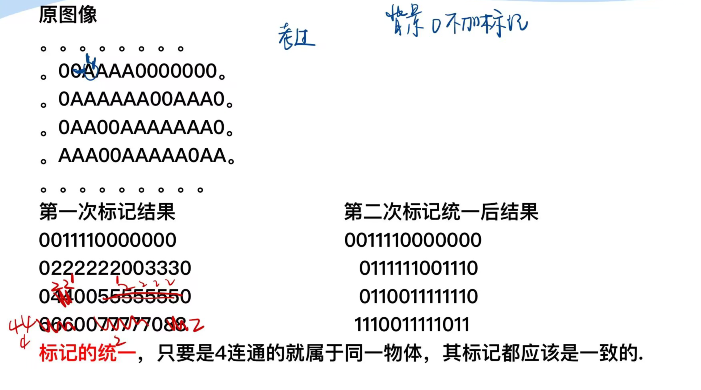 原图像
考过 背景0不加标记
。。。。。。。。
。00AAAA0000000。
。0AAAAAA00AAA0。
。0AA00AAAAAAA0。
。AAA00AAAAA0AA。
。。。。。。。。。
第一次标记结果 第二次标记统一后结果
0011110000000 0011110000000
0222222003330 0111111001110
0440055555550 0110011111110
6660077777088 1110011111011
标记的统一，只要是4连通的就属于同一物体，其标记都应该是一致的.